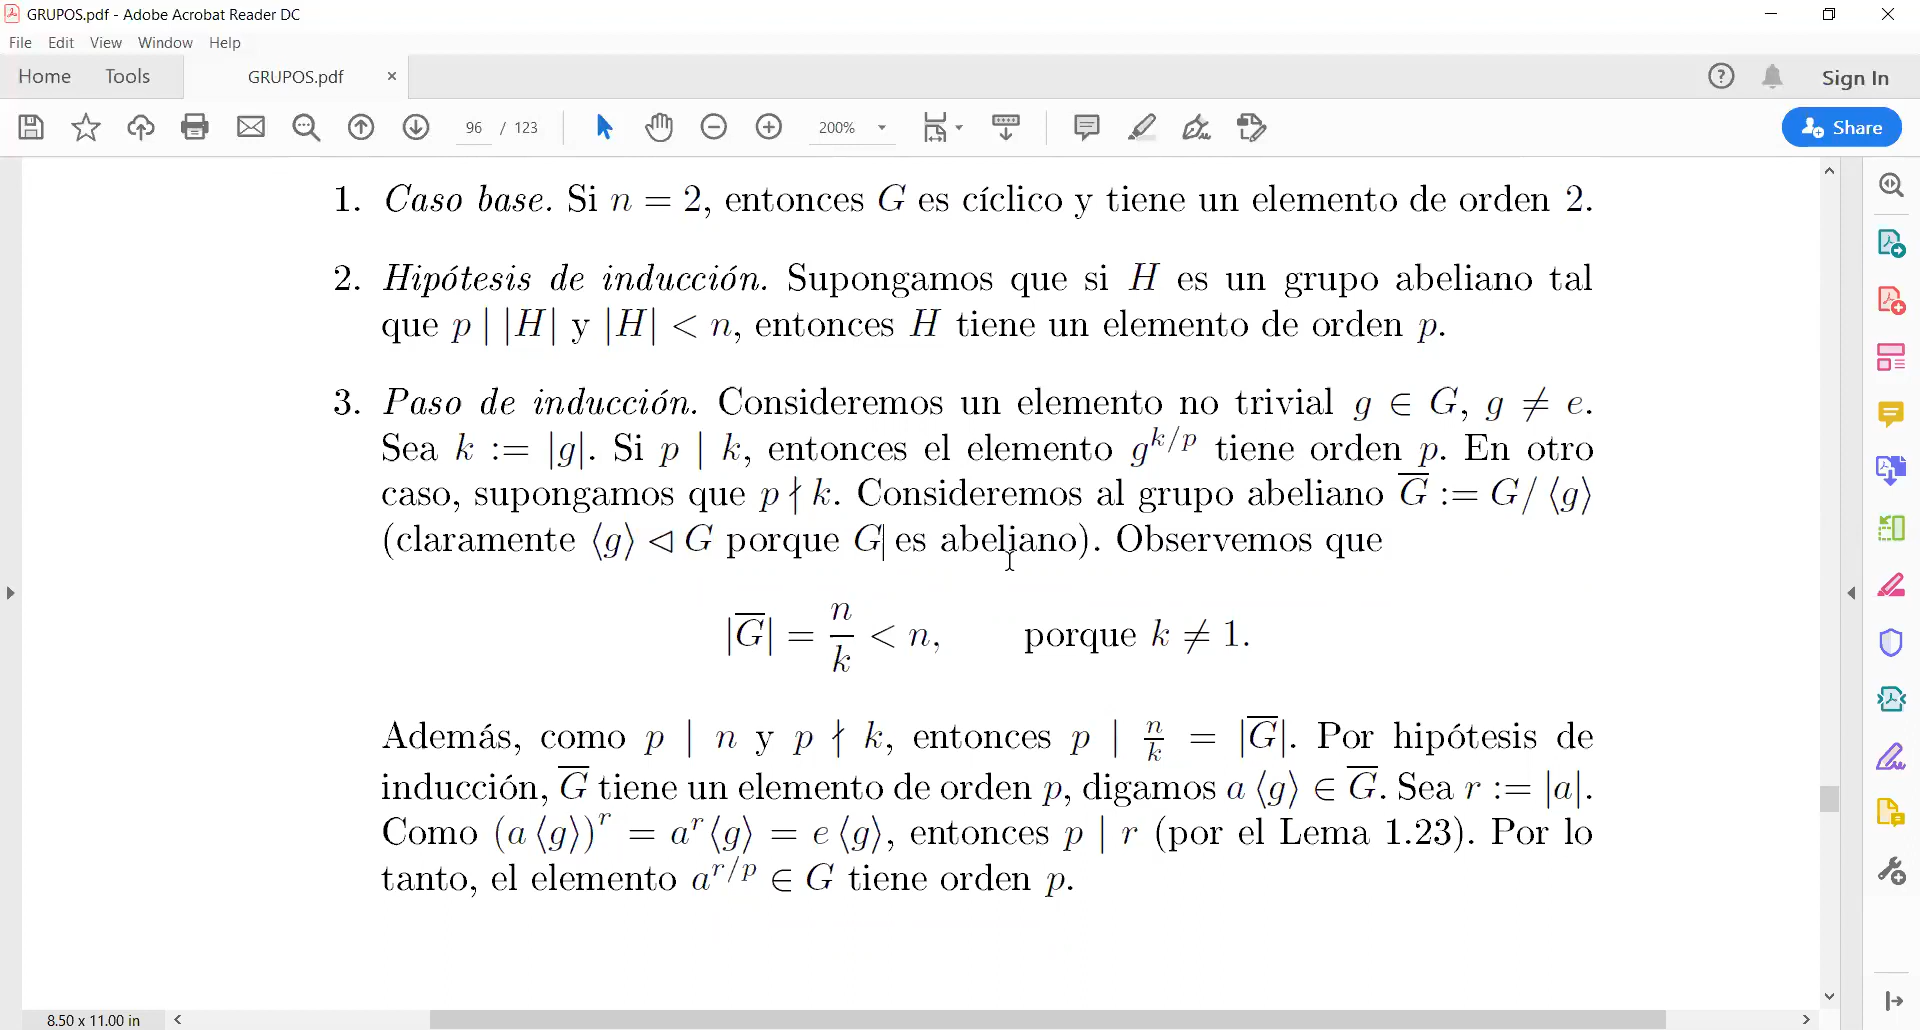 GRUPOS.pdf - Adobe Acrobat Reader DC
File Edit View Window Help
Home Tools GRUPOS.pdf × Sign In
96 / 123 200% Share
1. Caso base. Si n = 2, entonces G es cíclico y tiene un elemento de orden 2.
2. Hipótesis de inducción. Supongamos que si H es un grupo abeliano tal
que p | |H| y |H| < n, entonces H tiene un elemento de orden p.
3. Paso de inducción. Consideremos un elemento no trivial g ∈ G, g ≠ e.
Sea k := |g|. Si p | k, entonces el elemento g^{k/p} tiene orden p. En otro
caso, supongamos que p ∤ k. Consideremos al grupo abeliano G̅ := G/⟨g⟩
(claramente ⟨g⟩ ⊲ G porque G es abeliano). Observemos que
|G̅| = n/k < n, porque k ≠ 1.
Además, como p | n y p ∤ k, entonces p | n/k = |G̅|. Por hipótesis de
inducción, G̅ tiene un elemento de orden p, digamos a⟨g⟩ ∈ G̅. Sea r := |a|.
Como (a⟨g⟩)^r = a^r⟨g⟩ = e⟨g⟩, entonces p | r (por el Lema 1.23). Por lo
tanto, el elemento a^{r/p} ∈ G tiene orden p.
8.50 x 11.00 in